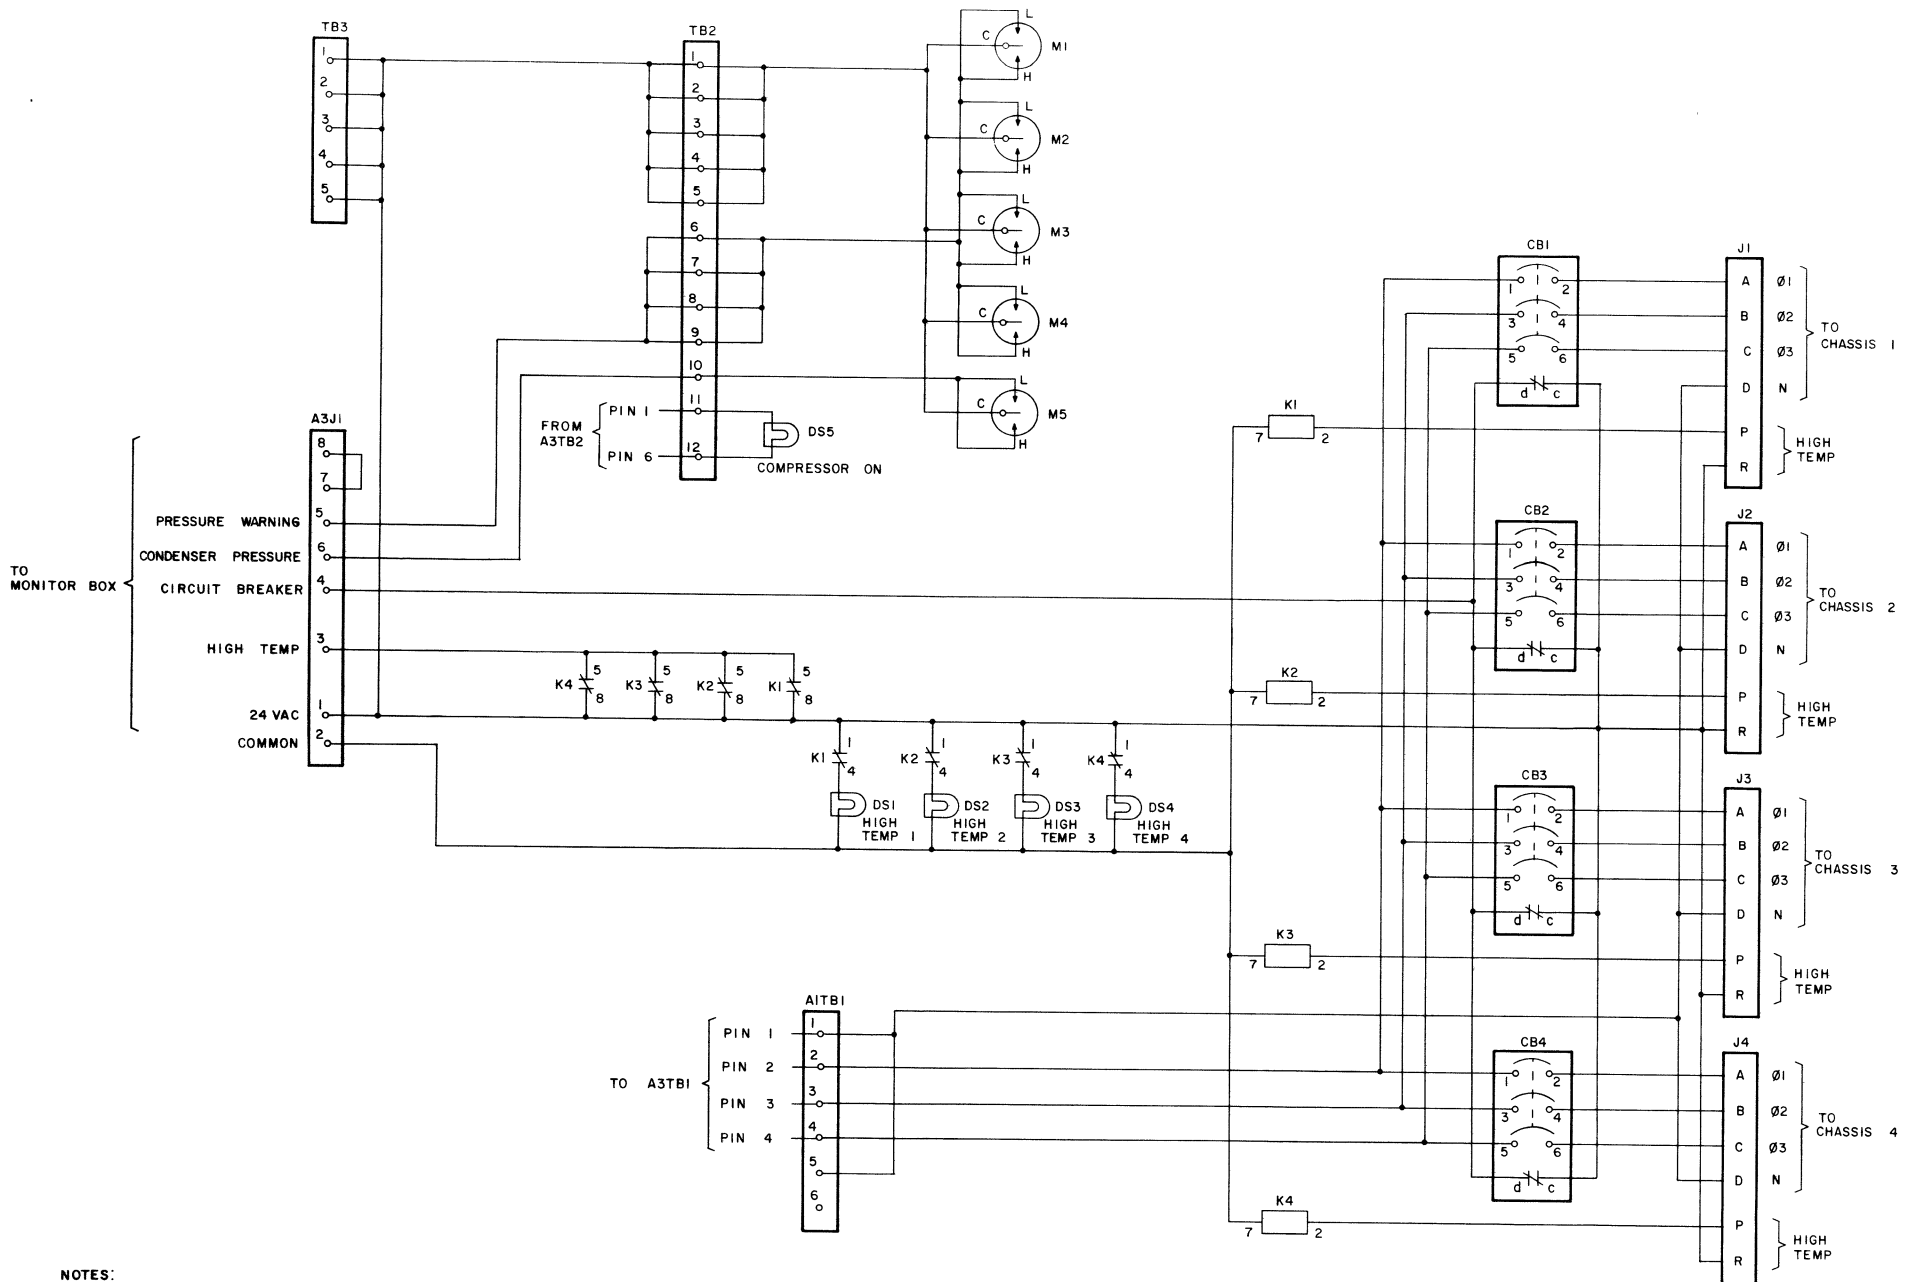 TB3
1
2
3
4
5
TB2
1
2
3
4
5
6
7
8
9
10
11
12
L
C
M1
H
L
C
M2
H
L
C
M3
H
L
C
M4
H
L
C
M5
H
FROM
A3TB2
PIN 1
PIN 6
DS5
COMPRESSOR ON
A3J1
8
7
5
6
4
3
1
2
TO
MONITOR BOX
PRESSURE WARNING
CONDENSER PRESSURE
CIRCUIT BREAKER
HIGH TEMP
24 VAC
COMMON
K4
5
8
K3
5
8
K2
5
8
K1
5
8
K1
1
4
DS1
HIGH
TEMP 1
K2
1
4
DS2
HIGH
TEMP 2
K3
1
4
DS3
HIGH
TEMP 3
K4
1
4
DS4
HIGH
TEMP 4
K1
7
2
K2
7
2
K3
7
2
K4
7
2
CB1
1
2
3
4
5
6
d
c
J1
A
Ø1
B
Ø2
C
Ø3
D
N
P
R
TO
CHASSIS 1
HIGH
TEMP
CB2
1
2
3
4
5
6
d
c
J2
A
Ø1
B
Ø2
C
Ø3
D
N
P
R
TO
CHASSIS 2
HIGH
TEMP
CB3
1
2
3
4
5
6
d
c
J3
A
Ø1
B
Ø2
C
Ø3
D
N
P
R
TO
CHASSIS 3
HIGH
TEMP
CB4
1
2
3
4
5
6
d
c
J4
A
Ø1
B
Ø2
C
Ø3
D
N
P
R
TO
CHASSIS 4
HIGH
TEMP
A1TB1
1
2
3
4
5
6
TO A3TB1
PIN 1
PIN 2
PIN 3
PIN 4
NOTES: